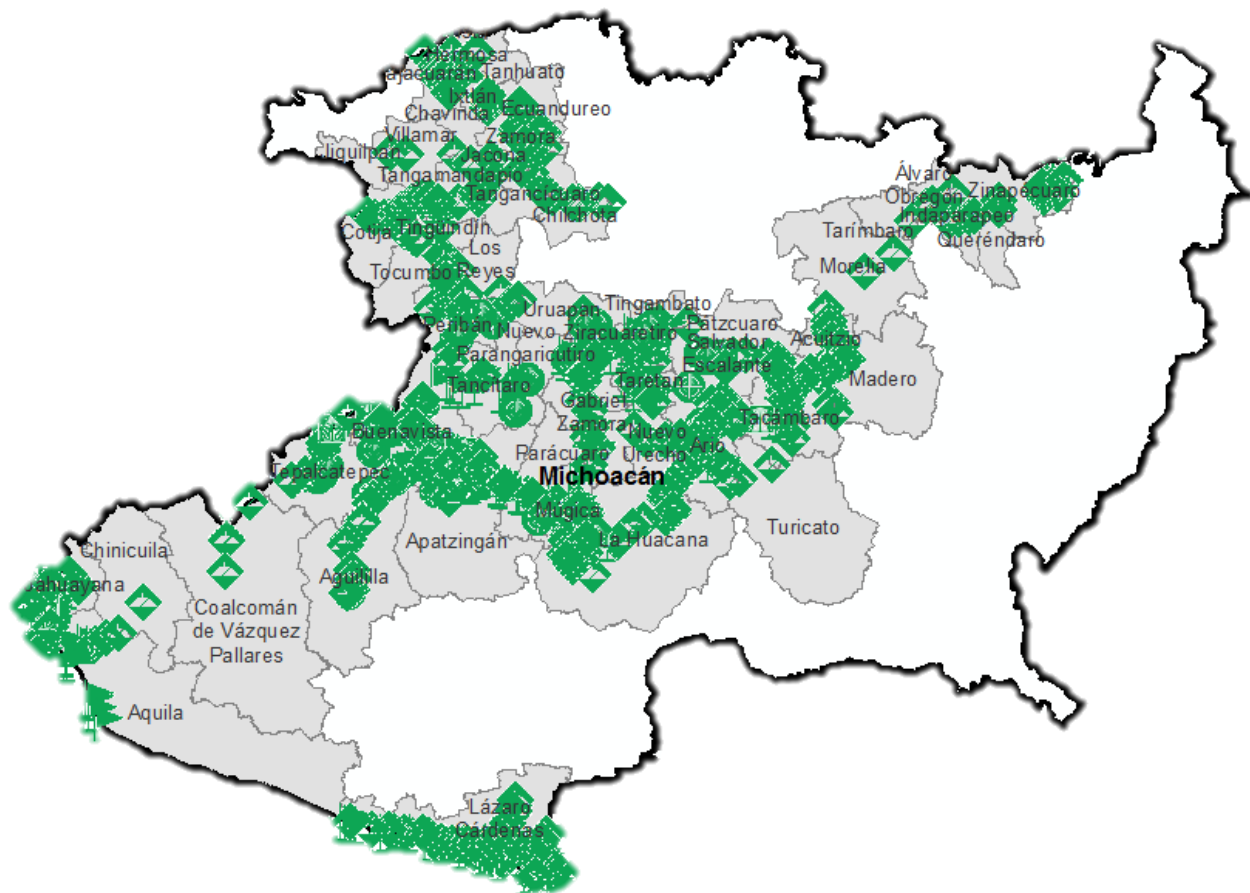 Hermosa
Tanhuato
Ixtlán
Chavinda
Ecuandureo
Villamar
Zamora
Jiquilpan
Jacona
Tangamandapio
Tangancícuaro
Chilchota
Cotija
Tingüindín
Los
Reyes
Tocumbo
Álvaro
Obregón
Zinapécuaro
Indaparapeo
Queréndaro
Tarímbaro
Morelia
Peribán
Uruapan
Nuevo
Parangaricutiro
Tingambato
Ziracuaretiro
Pátzcuaro
Salvador
Escalante
Acuitzio
Madero
Tancítaro
Taretan
Gabriel
Zamora
Buenavista
Nuevo
Urecho
Ario
Tacámbaro
Parácuaro
Michoacán
Tepalcatepec
Múgica
La Huacana
Turicato
Apatzingán
Aguililla
Chinicuila
Coalcomán
de Vázquez
Pallares
Aquila
Lázaro
Cárdenas